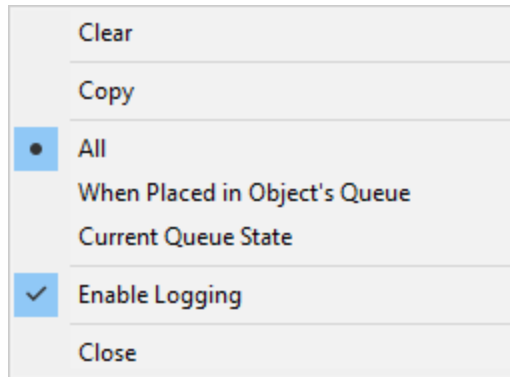 Clear
Copy
All
When Placed in Object's Queue
Current Queue State
Enable Logging
Close